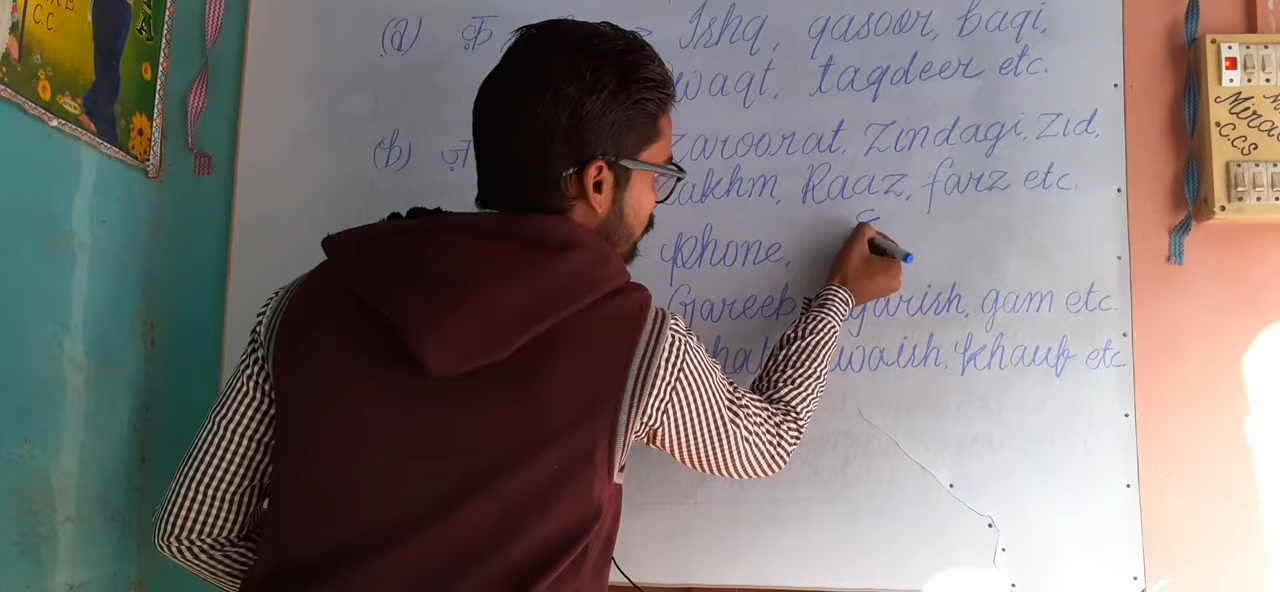 C.C.
A
(a) क़ Ishq, qasoor, baqi,
waqt, taqdeer etc.
(b) ज़ Zaroorat, Zindagi, Zid,
Zakhm, Raaz, farz etc.
Phone,
Gareeb, garish, gam etc.
khauf etc.
C.C.S